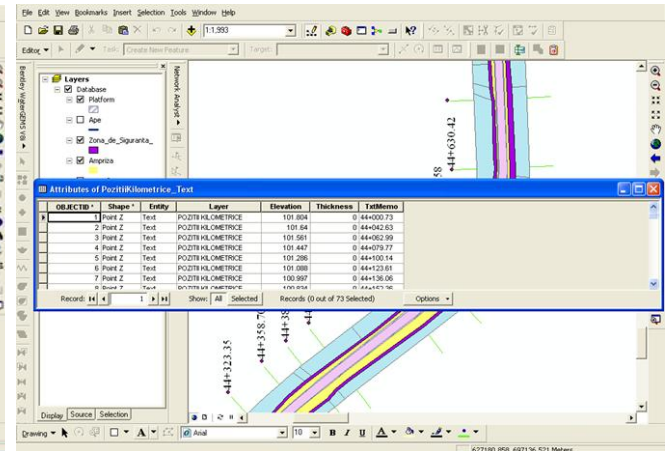 File Edit View Bookmarks Insert Selection Tools Window Help
1:1,993
Editor Task: Create New Feature Target:
Layers
Database
Platform
Ape
Zona_de_Siguranta_
Ampriza
Network Analyst
Bentley WaterGEMS V8i
44+630.42
Attributes of PozitiiKilometrice_Text
OBJECTID * Shape * Entity Layer Elevation Thickness TxtMemo
1 Point Z Text POZITII KILOMETRICE 101.804 0 44+000.73
2 Point Z Text POZITII KILOMETRICE 101.64 0 44+042.63
3 Point Z Text POZITII KILOMETRICE 101.561 0 44+062.99
4 Point Z Text POZITII KILOMETRICE 101.447 0 44+079.77
5 Point Z Text POZITII KILOMETRICE 101.286 0 44+100.14
6 Point Z Text POZITII KILOMETRICE 101.088 0 44+123.61
7 Point Z Text POZITII KILOMETRICE 100.997 0 44+136.06
Record: 1 Show: All Selected Records (0 out of 73 Selected) Options
44+323.35
Display Source Selection
Drawing A Arial 10 B I U A
627180.858 697136.521 Meters